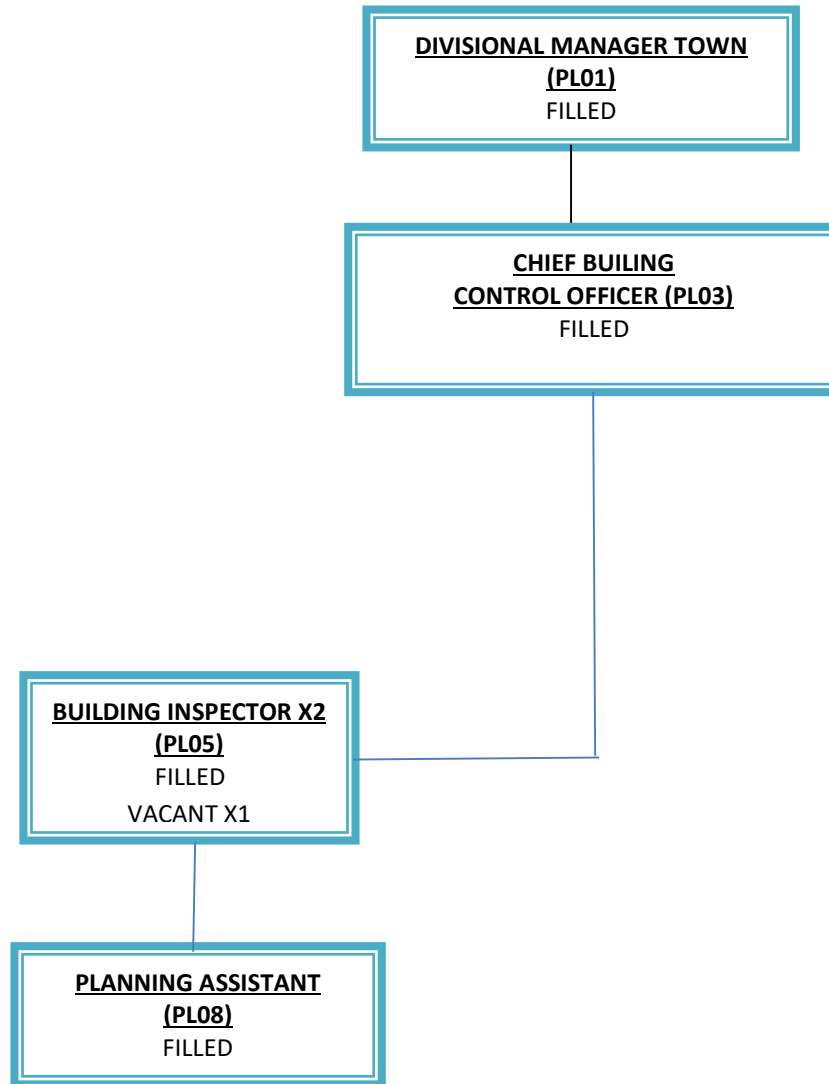 DIVISIONAL MANAGER TOWN
(PL01)
FILLED
CHIEF BUILING
CONTROL OFFICER (PL03)
FILLED
BUILDING INSPECTOR X2
(PL05)
FILLED
VACANT X1
PLANNING ASSISTANT
(PL08)
FILLED